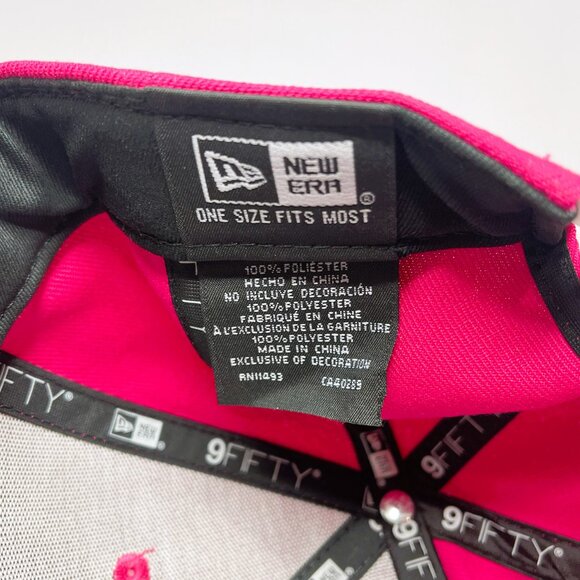 NEW
ERA
ONE SIZE FITS MOST
100% POLIÉSTER
HECHO EN CHINA
NO INCLUYE DECORACIÓN
100% POLYESTER
FABRIQUÉ EN CHINE
À L'EXCLUSION DE LA GARNITURE
100% POLYESTER
MADE IN CHINA
EXCLUSIVE OF DECORATION
RN11493 CA40289
9FIFTY®
NEW
ERA
9FIFTY®
9FIFTY
9FIFTY®
9FIFTY